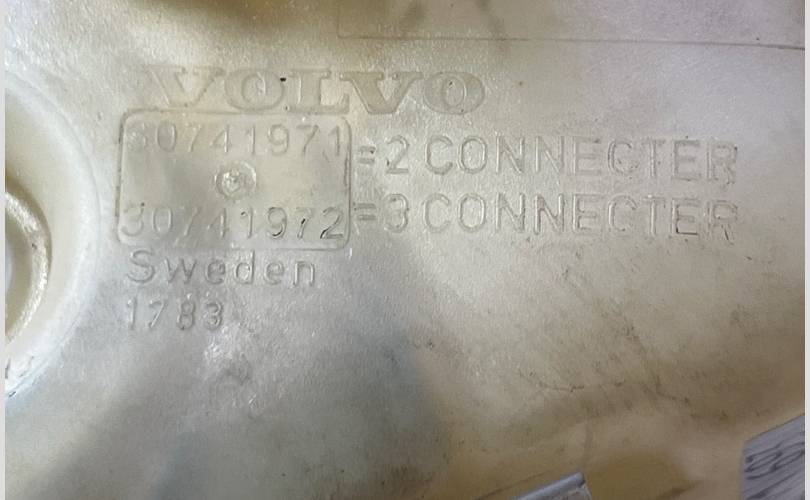 VOLVO
30741971 =2 CONNECTER
30741972 =3 CONNECTER
Sweden
1783